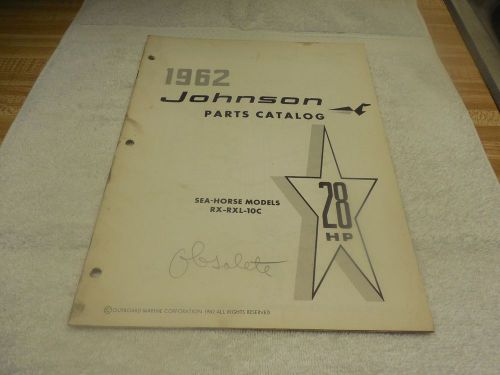 1962
Johnson
PARTS CATALOG
SEA-HORSE MODELS
RX-RXL-10C
28
HP
obsolete
©OUTBOARD MARINE CORPORATION 1962 ALL RIGHTS RESERVED